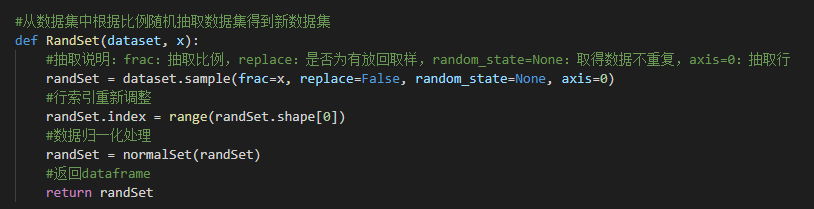 #从数据集中根据比例随机抽取数据集得到新数据集
def RandSet(dataset, x):
    #抽取说明：frac：抽取比例，replace：是否为有放回取样，random_state=None：取得数据不重复，axis=0：抽取行
    randSet = dataset.sample(frac=x, replace=False, random_state=None, axis=0)
    #行索引重新调整
    randSet.index = range(randSet.shape[0])
    #数据归一化处理
    randSet = normalSet(randSet)
    #返回dataframe
    return randSet